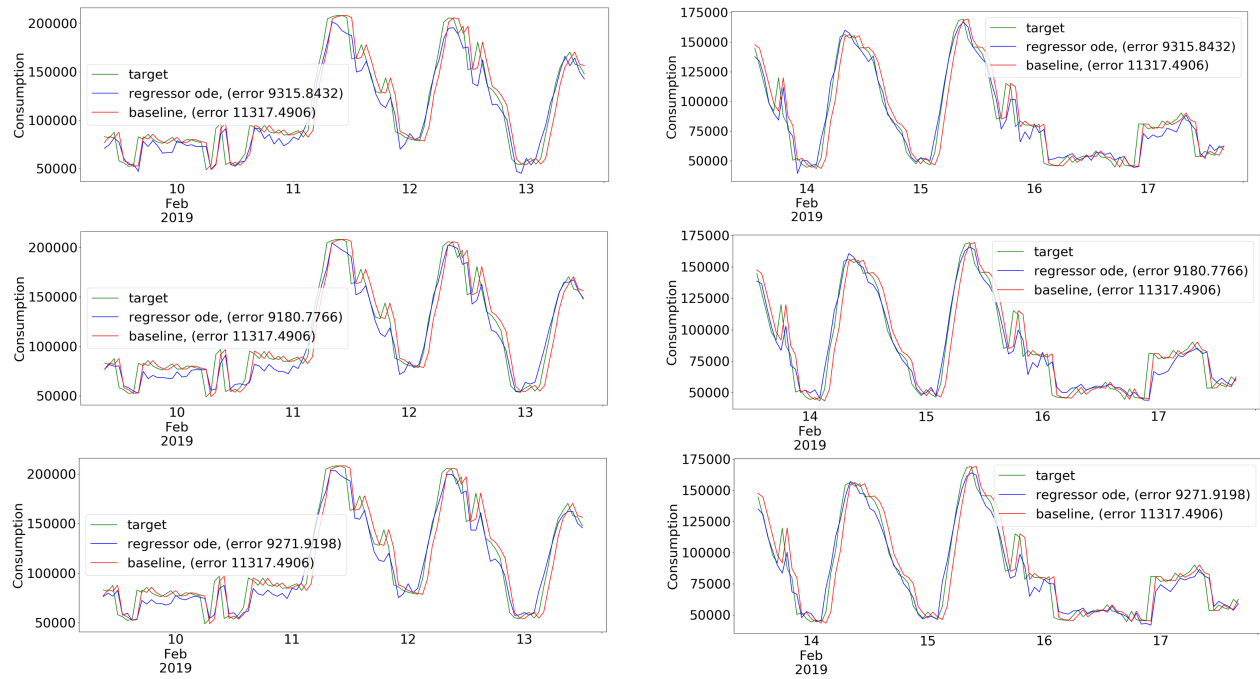 200000
150000
100000
50000
Consumption
target
regressor ode, (error 9315.8432)
baseline, (error 11317.4906)
10
11
12
13
Feb
2019
175000
150000
125000
100000
75000
50000
Consumption
target
regressor ode, (error 9315.8432)
baseline, (error 11317.4906)
14
15
16
17
Feb
2019
200000
150000
100000
50000
Consumption
target
regressor ode, (error 9180.7766)
baseline, (error 11317.4906)
10
11
12
13
Feb
2019
175000
150000
125000
100000
75000
50000
Consumption
target
regressor ode, (error 9180.7766)
baseline, (error 11317.4906)
14
15
16
17
Feb
2019
200000
150000
100000
50000
Consumption
target
regressor ode, (error 9271.9198)
baseline, (error 11317.4906)
10
11
12
13
Feb
2019
175000
150000
125000
100000
75000
50000
Consumption
target
regressor ode, (error 9271.9198)
baseline, (error 11317.4906)
14
15
16
17
Feb
2019